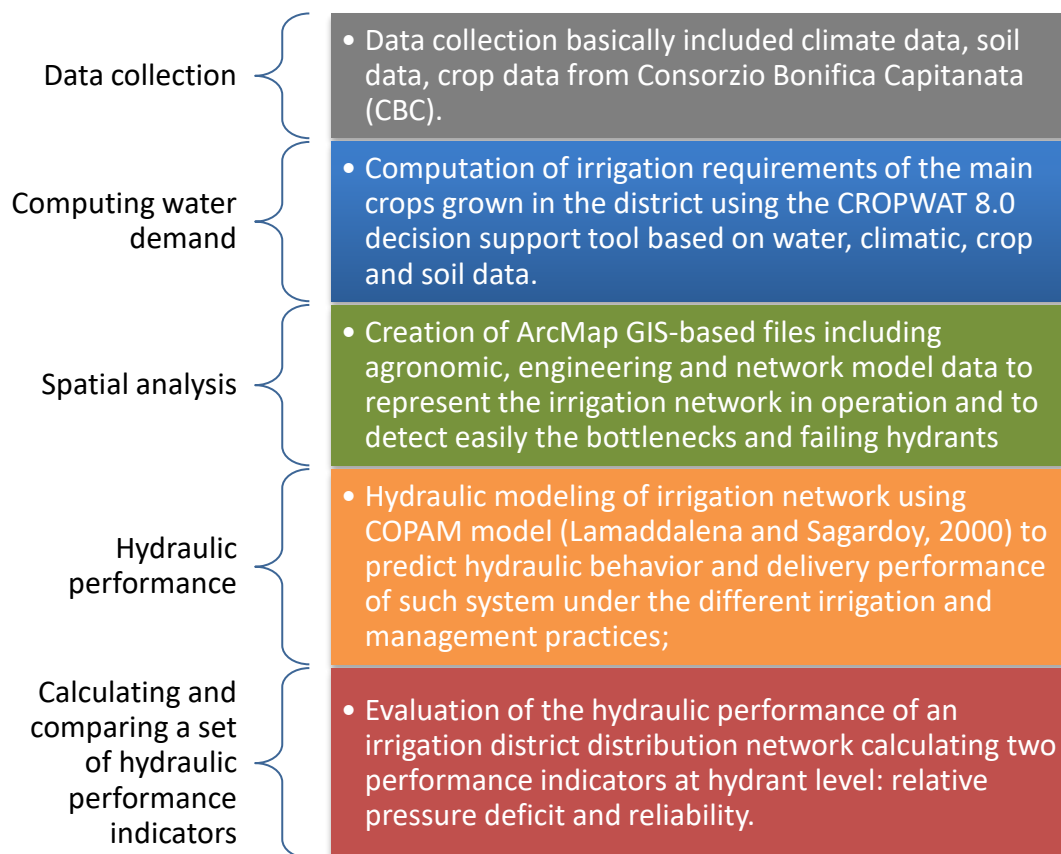 Data collection
• Data collection basically included climate data, soil
data, crop data from Consorzio Bonifica Capitanata
(CBC).
Computing water
demand
• Computation of irrigation requirements of the main
crops grown in the district using the CROPWAT 8.0
decision support tool based on water, climatic, crop
and soil data.
Spatial analysis
• Creation of ArcMap GIS-based files including
agronomic, engineering and network model data to
represent the irrigation network in operation and to
detect easily the bottlenecks and failing hydrants
Hydraulic
performance
• Hydraulic modeling of irrigation network using
COPAM model (Lamaddalena and Sagardoy, 2000) to
predict hydraulic behavior and delivery performance
of such system under the different irrigation and
management practices;
Calculating and
comparing a set
of hydraulic
performance
indicators
• Evaluation of the hydraulic performance of an
irrigation district distribution network calculating two
performance indicators at hydrant level: relative
pressure deficit and reliability.